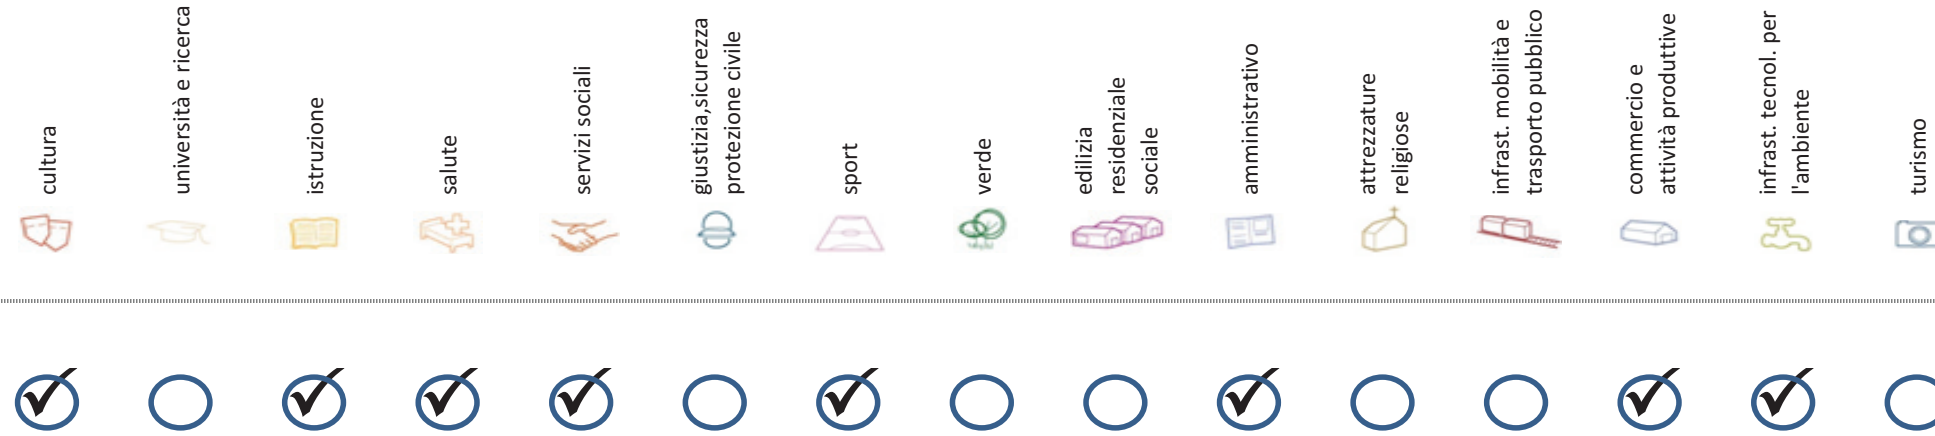 cultura
università e ricerca
istruzione
salute
servizi sociali
giustizia,sicurezza
protezione civile
sport
verde
edilizia
residenziale
sociale
amministrativo
attrezzature
religiose
infrast. mobilità e
trasporto pubblico
commercio e
attività produttive
infrast. tecnol. per
l'ambiente
turismo